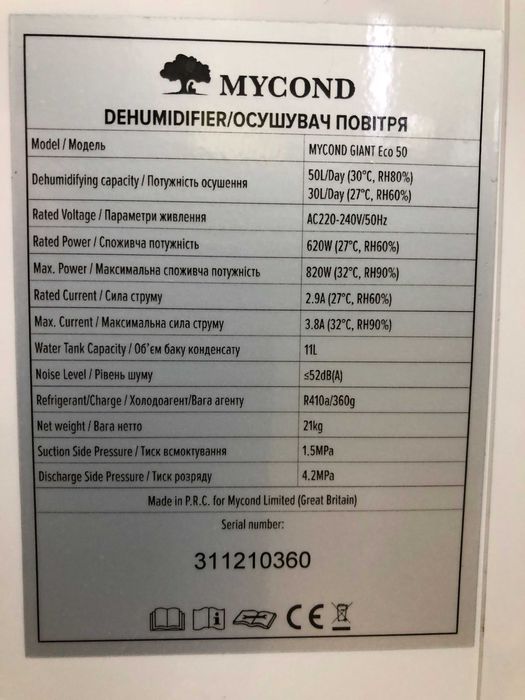 MYCOND
DEHUMIDIFIER/ОСУШУВАЧ ПОВІТРЯ
Model / Модель MYCOND GIANT Eco 50
Dehumidifying capacity / Потужність осушення 50L/Day (30°C, RH80%)
30L/Day (27°C, RH60%)
Rated Voltage / Параметри живлення AC220-240V/50Hz
Rated Power / Споживча потужність 620W (27°C, RH60%)
Max. Power / Максимальна споживча потужність 820W (32°C, RH90%)
Rated Current / Сила струму 2.9A (27°C, RH60%)
Max. Current / Максимальна сила струму 3.8A (32°C, RH90%)
Water Tank Capacity / Об'єм баку конденсату 11L
Noise Level / Рівень шуму ≤52dB(A)
Refrigerant/Charge / Холодоагент/Вага агенту R410a/360g
Net weight / Вага нетто 21kg
Suction Side Pressure / Тиск всмоктування 1.5MPa
Discharge Side Pressure / Тиск розряду 4.2MPa
Made in P.R.C. for Mycond Limited (Great Britain)
Serial number:
311210360
CE